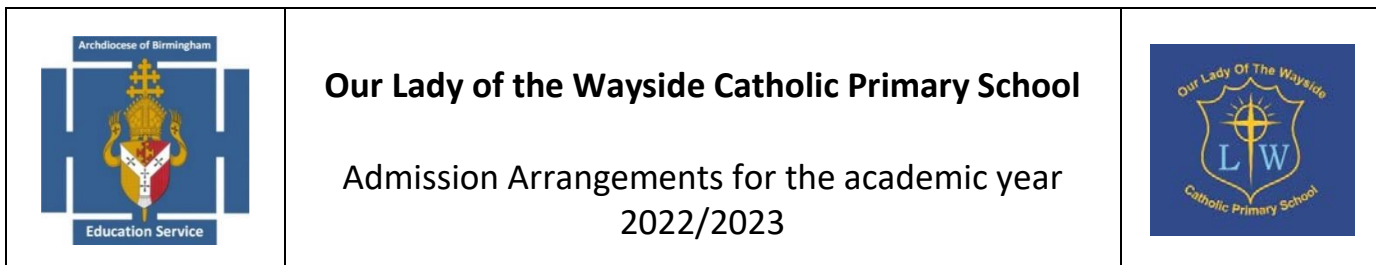 Archdiocese of Birmingham
Education Service
Our Lady of the Wayside Catholic Primary School
Admission Arrangements for the academic year
2022/2023
Our Lady Of The Wayside
L W
Catholic Primary School